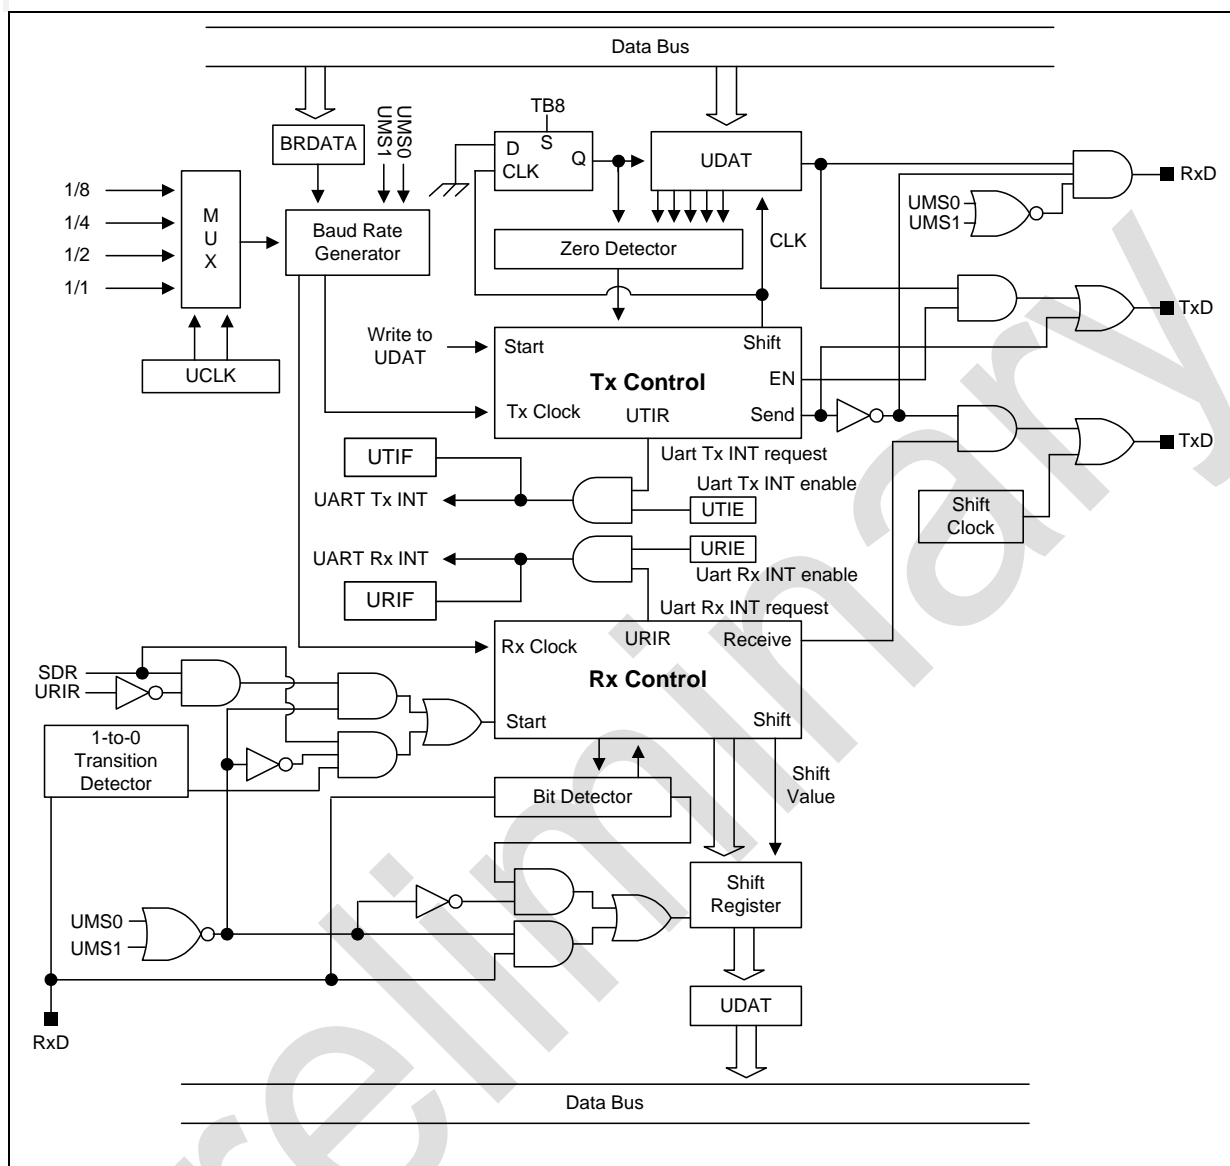 Data Bus
TB8
BRDATA
UMS1
UMS0
D
S
Q
CLK
UDAT
RxD
1/8
1/4
1/2
1/1
M
U
X
Baud Rate
Generator
UMS0
UMS1
Zero Detector
CLK
TxD
Write to
UDAT
Start
Shift
UCLK
Tx Control
EN
Tx Clock
UTIR
Send
TxD
UTIF
Uart Tx INT request
Uart Tx INT enable
UART Tx INT
UTIE
Shift
Clock
UART Rx INT
URIE
Uart Rx INT enable
URIF
Uart Rx INT request
Rx Clock
URIR
Receive
SDR
URIR
Rx Control
Start
Shift
1-to-0
Transition
Detector
Bit Detector
Shift
Value
Shift
Register
UMS0
UMS1
UDAT
RxD
Data Bus
reliminary